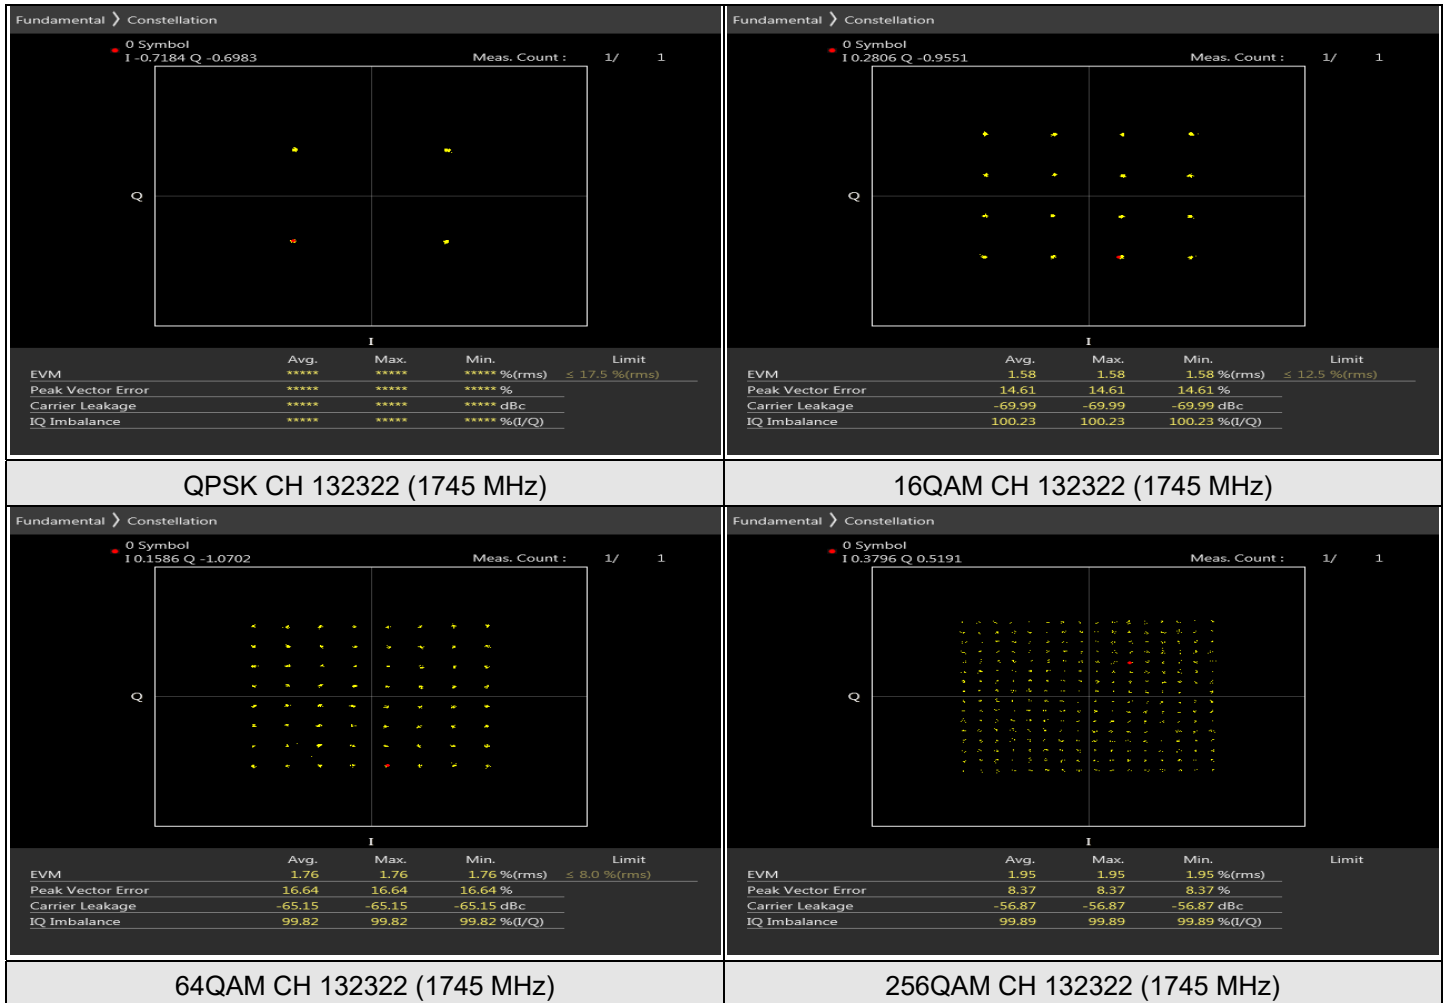 Fundamental ❯ Constellation
0 Symbol
I -0.7184 Q -0.6983 Meas. Count : 1/ 1
Q
I
Avg. Max. Min. Limit
EVM ***** ***** ***** %(rms) ≤ 17.5 %(rms)
Peak Vector Error ***** ***** ***** %
Carrier Leakage ***** ***** ***** dBc
IQ Imbalance ***** ***** ***** %(I/Q)
QPSK CH 132322 (1745 MHz)
Fundamental ❯ Constellation
0 Symbol
I 0.2806 Q -0.9551 Meas. Count : 1/ 1
Q
I
Avg. Max. Min. Limit
EVM 1.58 1.58 1.58 %(rms) ≤ 12.5 %(rms)
Peak Vector Error 14.61 14.61 14.61 %
Carrier Leakage -69.99 -69.99 -69.99 dBc
IQ Imbalance 100.23 100.23 100.23 %(I/Q)
16QAM CH 132322 (1745 MHz)
Fundamental ❯ Constellation
0 Symbol
I 0.1586 Q -1.0702 Meas. Count : 1/ 1
Q
I
Avg. Max. Min. Limit
EVM 1.76 1.76 1.76 %(rms) ≤ 8.0 %(rms)
Peak Vector Error 16.64 16.64 16.64 %
Carrier Leakage -65.15 -65.15 -65.15 dBc
IQ Imbalance 99.82 99.82 99.82 %(I/Q)
64QAM CH 132322 (1745 MHz)
Fundamental ❯ Constellation
0 Symbol
I 0.3796 Q 0.5191 Meas. Count : 1/ 1
Q
I
Avg. Max. Min. Limit
EVM 1.95 1.95 1.95 %(rms)
Peak Vector Error 8.37 8.37 8.37 %
Carrier Leakage -56.87 -56.87 -56.87 dBc
IQ Imbalance 99.89 99.89 99.89 %(I/Q)
256QAM CH 132322 (1745 MHz)